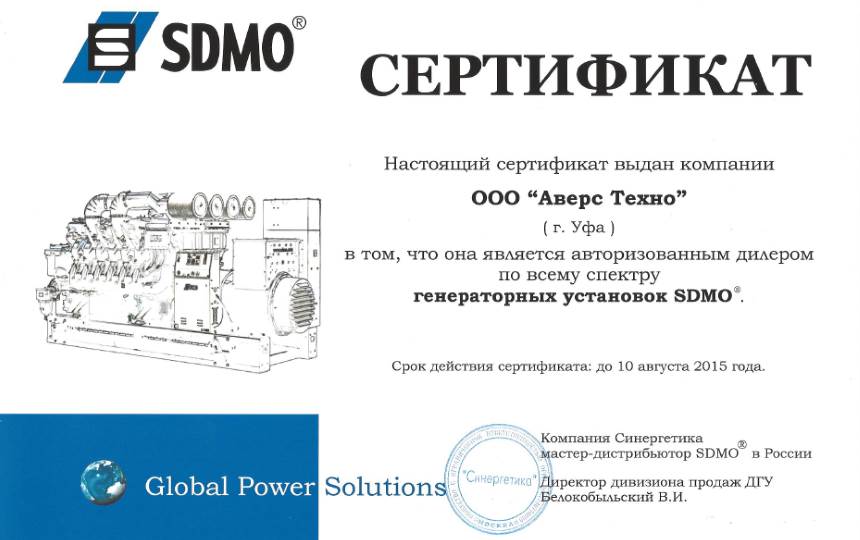 SDMO®
СЕРТИФИКАТ
Настоящий сертификат выдан компании
ООО “Аверс Техно”
( г. Уфа )
в том, что она является авторизованным дилером
по всему спектру
генераторных установок SDMO®.
Срок действия сертификата: до 10 августа 2015 года.
Компания Синергетика
мастер-дистрибьютор SDMO® в России
Директор дивизиона продаж ДГУ
Белокобыльский В.И.
"Синергетика"
МОСКВА
Global Power Solutions